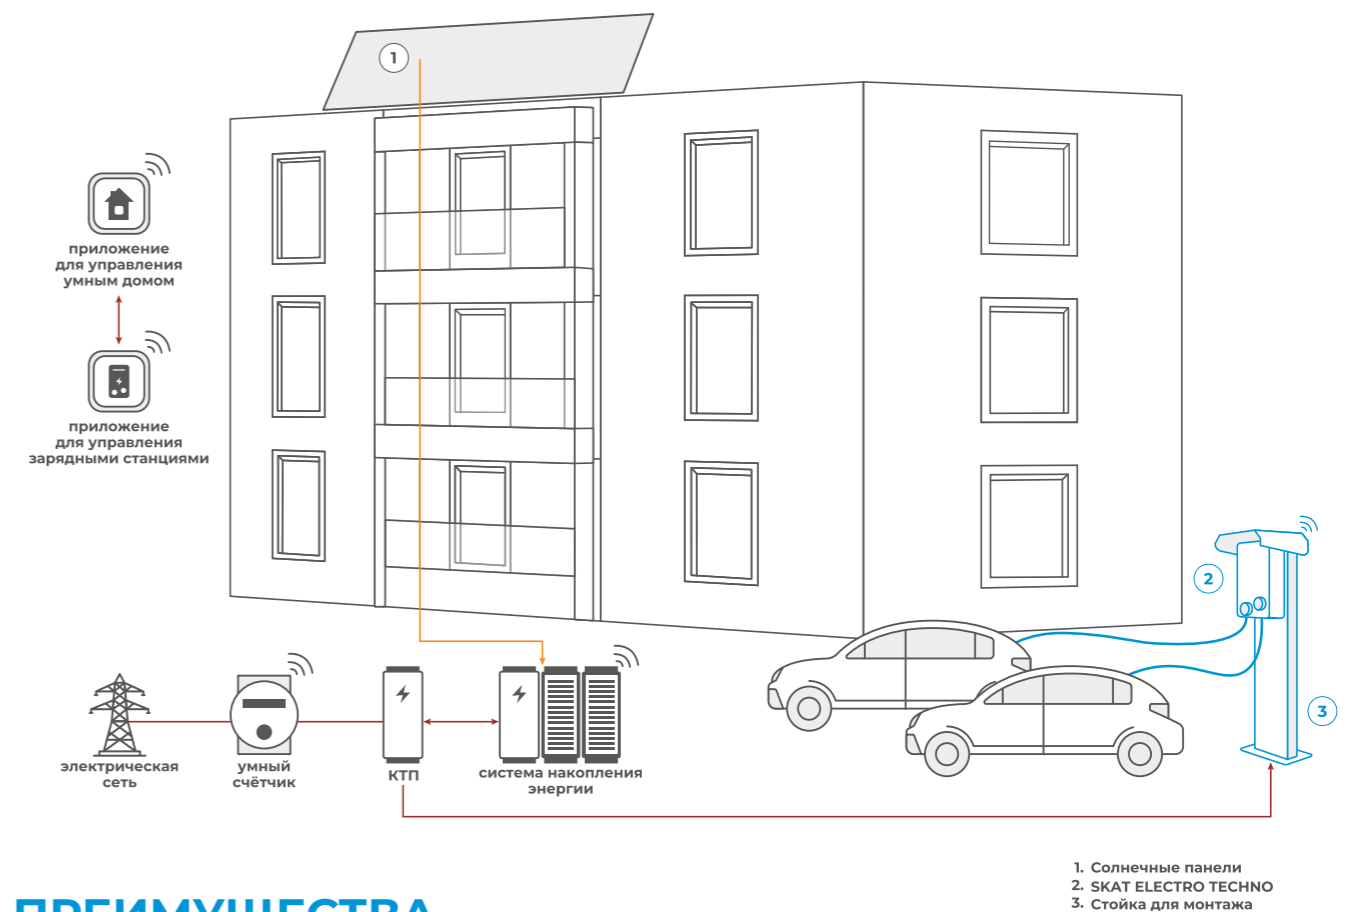 1
приложение
для управления
умным домом
приложение
для управления
зарядными станциями
2
3
электрическая
сеть
умный
счётчик
КТП
система накопления
энергии
1. Солнечные панели
2. SKAT ELECTRO TECHNO
3. Стойка для монтажа
ПРЕИМУЩЕСТВА